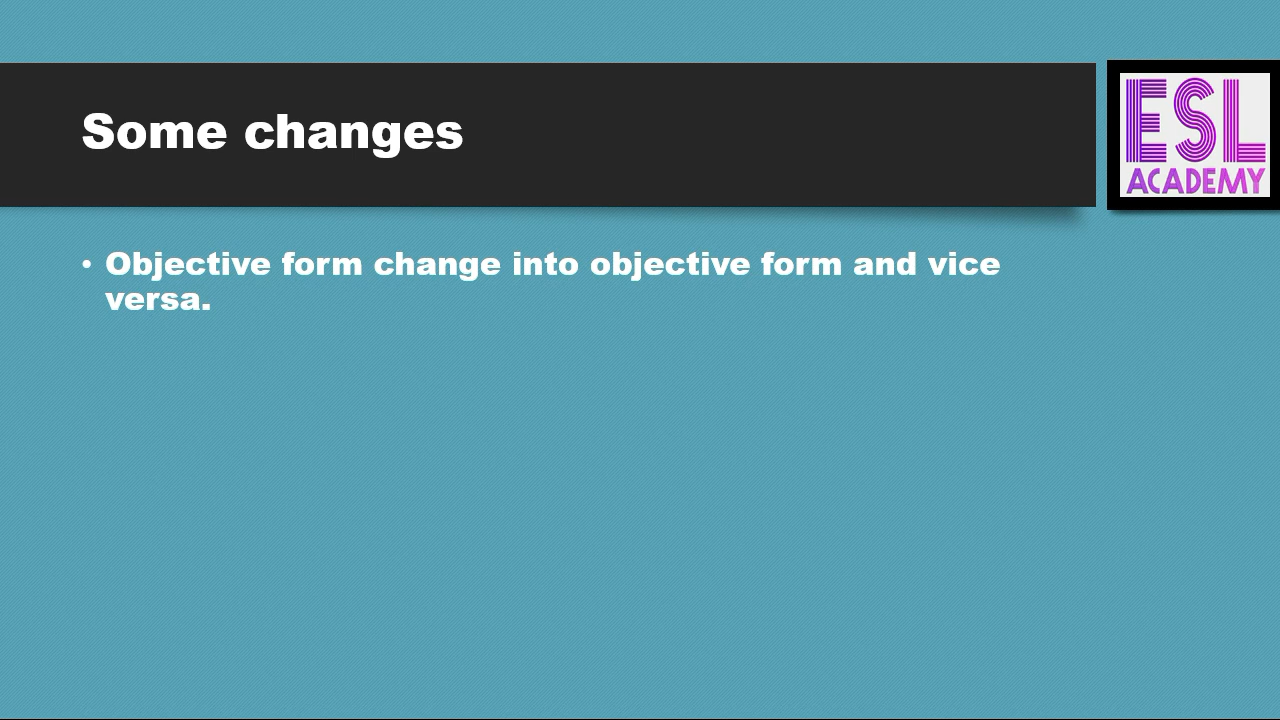 Some changes
ESL
ACADEMY
• Objective form change into objective form and vice
versa.